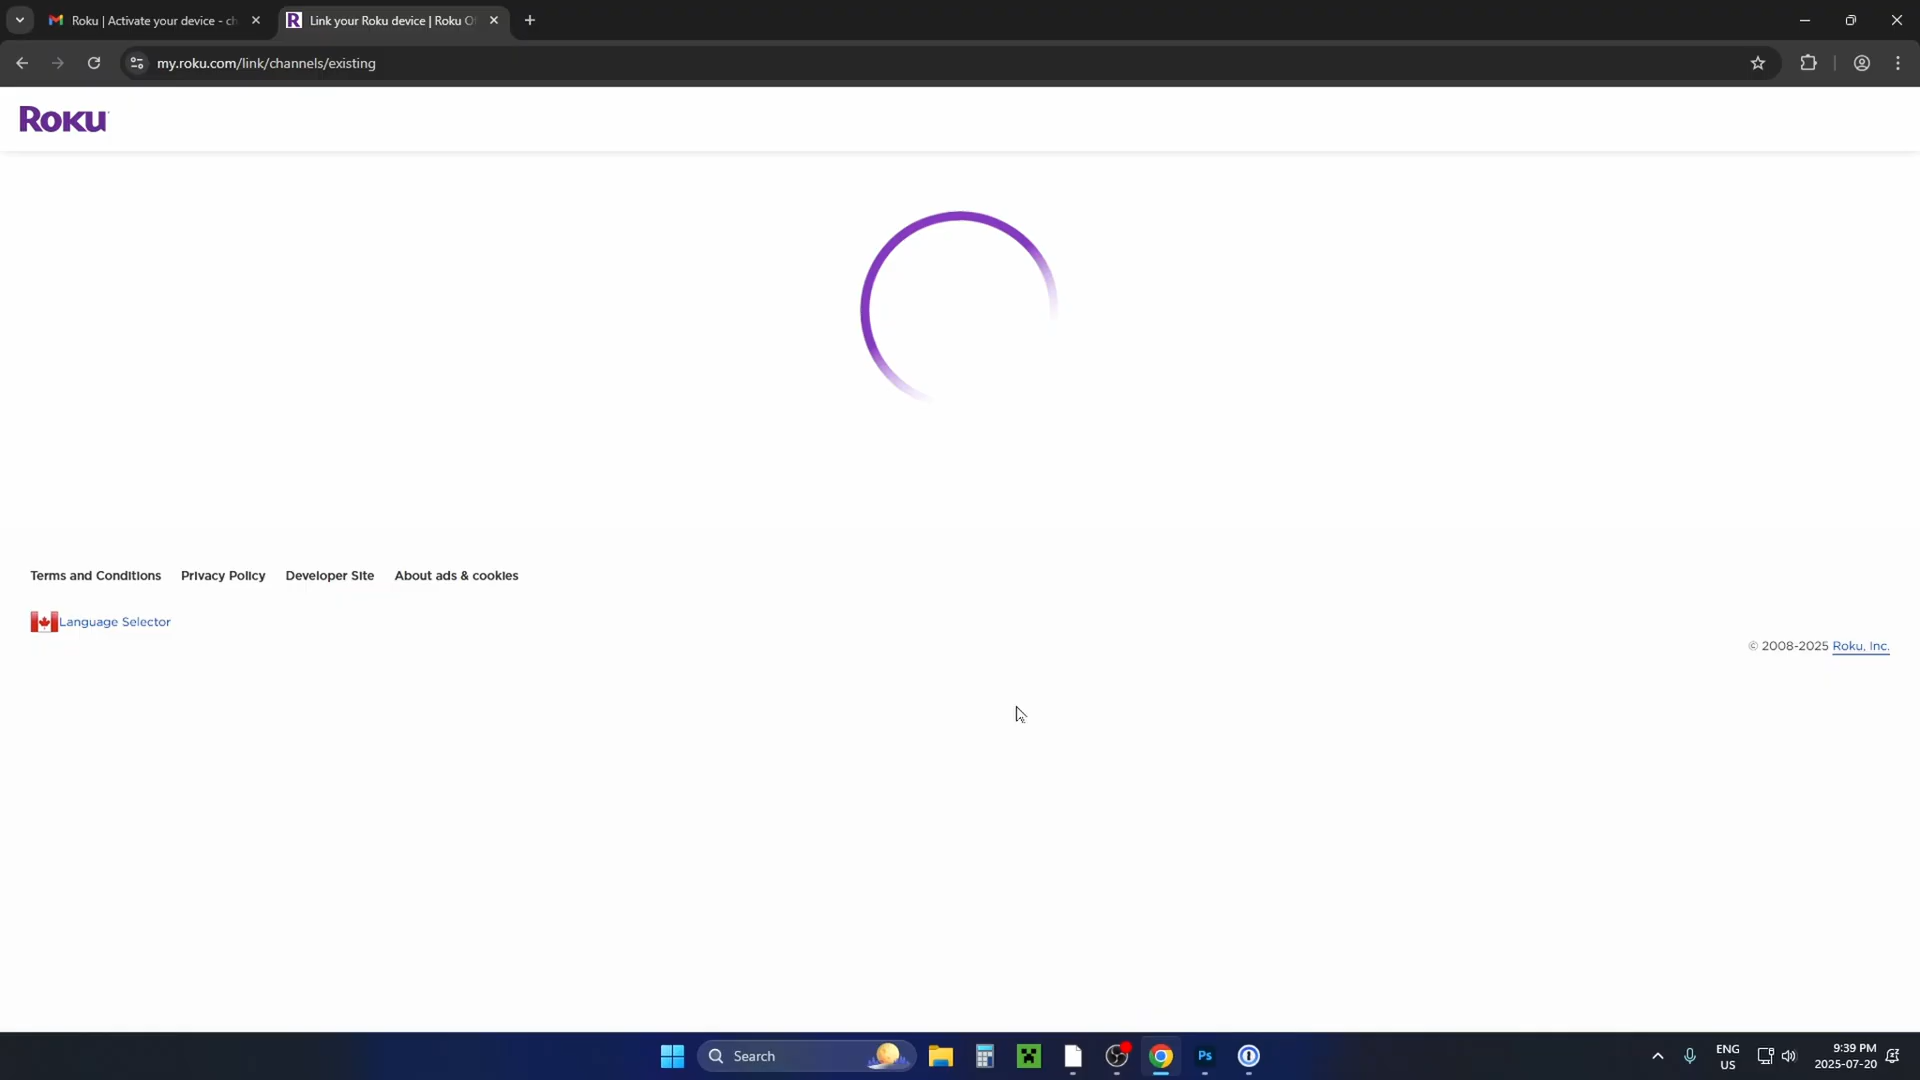 Roku | Activate your device - ch
Link your Roku device | Roku Of
my.roku.com/link/channels/existing
Roku
Terms and Conditions
Privacy Policy
Developer Site
About ads & cookies
Language Selector
© 2008-2025 Roku, Inc.
Search
Ps
ENG
US
9:39 PM
2025-07-20